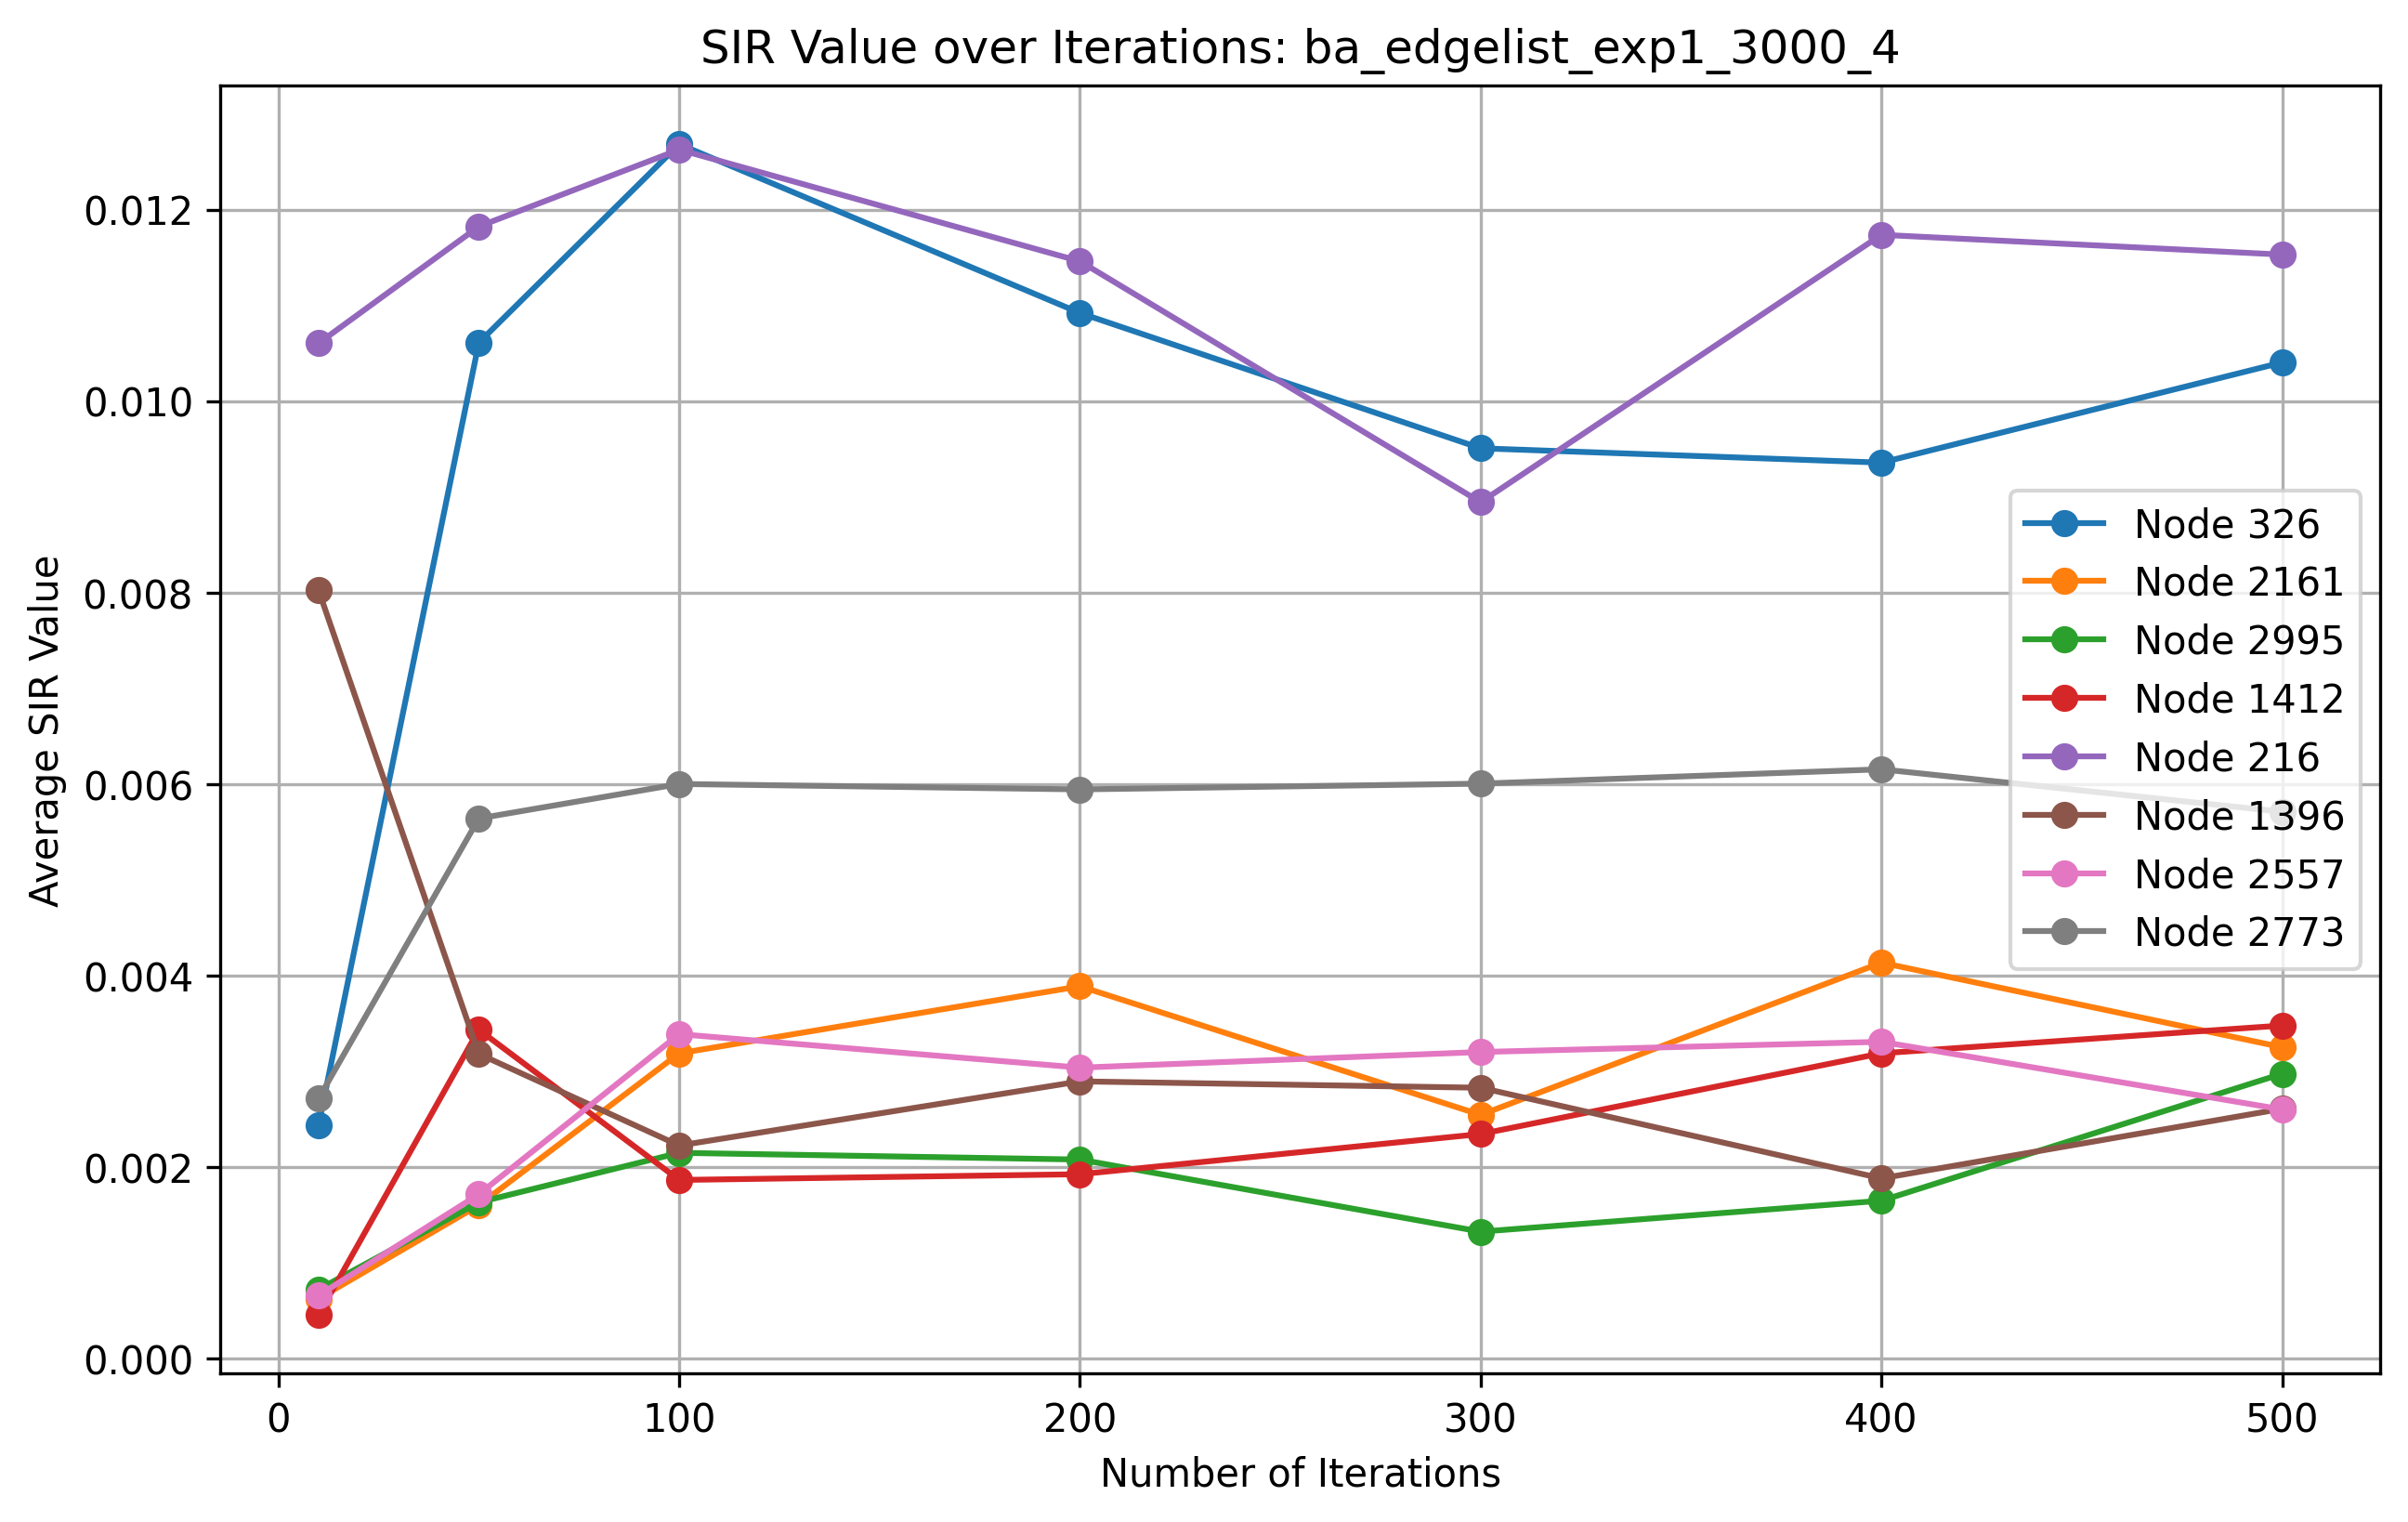 SIR Value over Iterations: ba_edgelist_exp1_3000_4
Average SIR Value
0.012
0.010
0.008
0.006
0.004
0.002
0.000
Node 326
Node 2161
Node 2995
Node 1412
Node 216
Node 1396
Node 2557
Node 2773
0 100 200 300 400 500
Number of Iterations